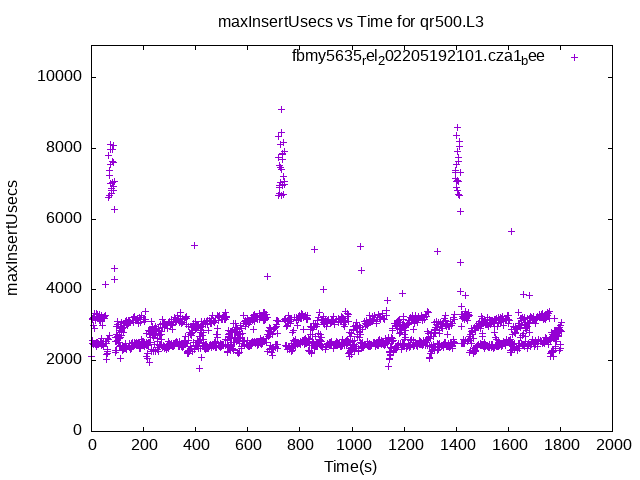 maxInsertUsecs vs Time for qr500.L3
fbmy5635rel202205192101.cza1bee
10000
8000
6000
4000
2000
0
maxInsertUsecs
0 200 400 600 800 1000 1200 1400 1600 1800 2000
Time(s)